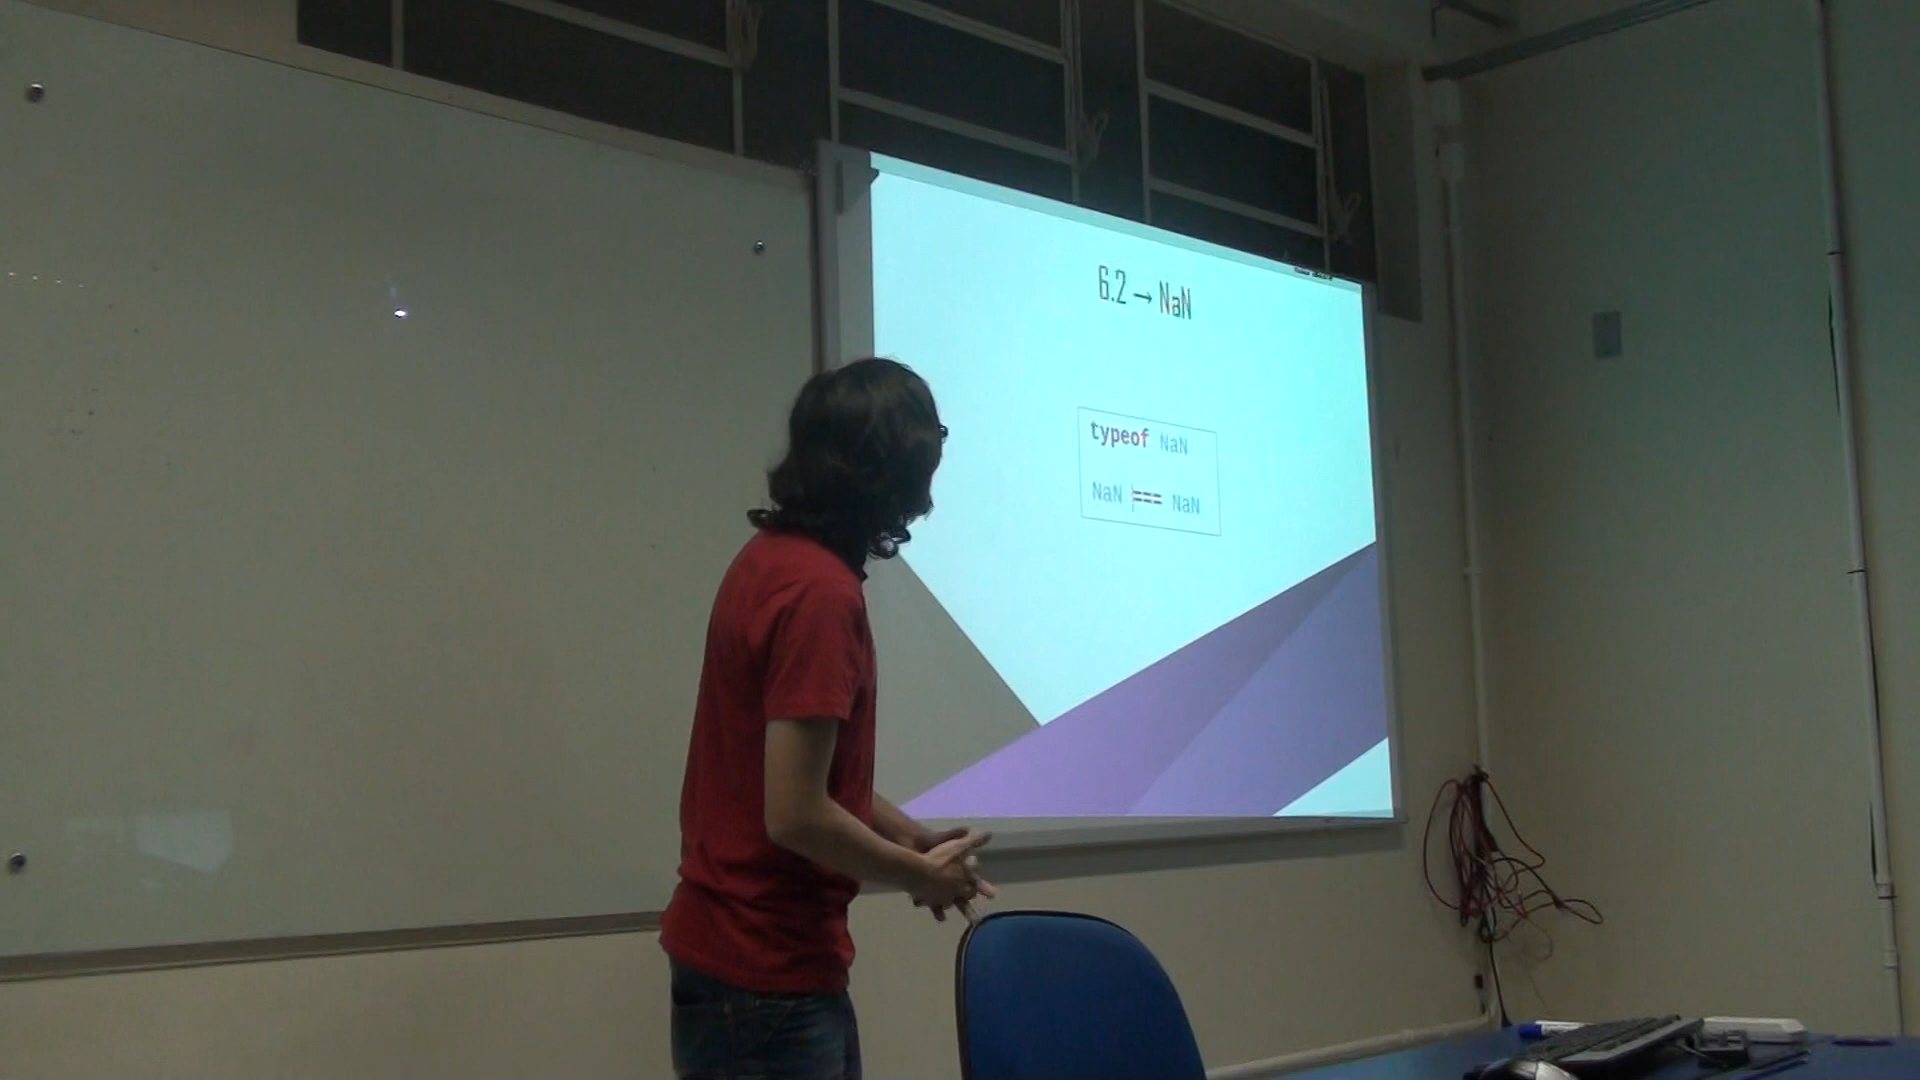 6.2 → NaN
typeof NaN
NaN === NaN